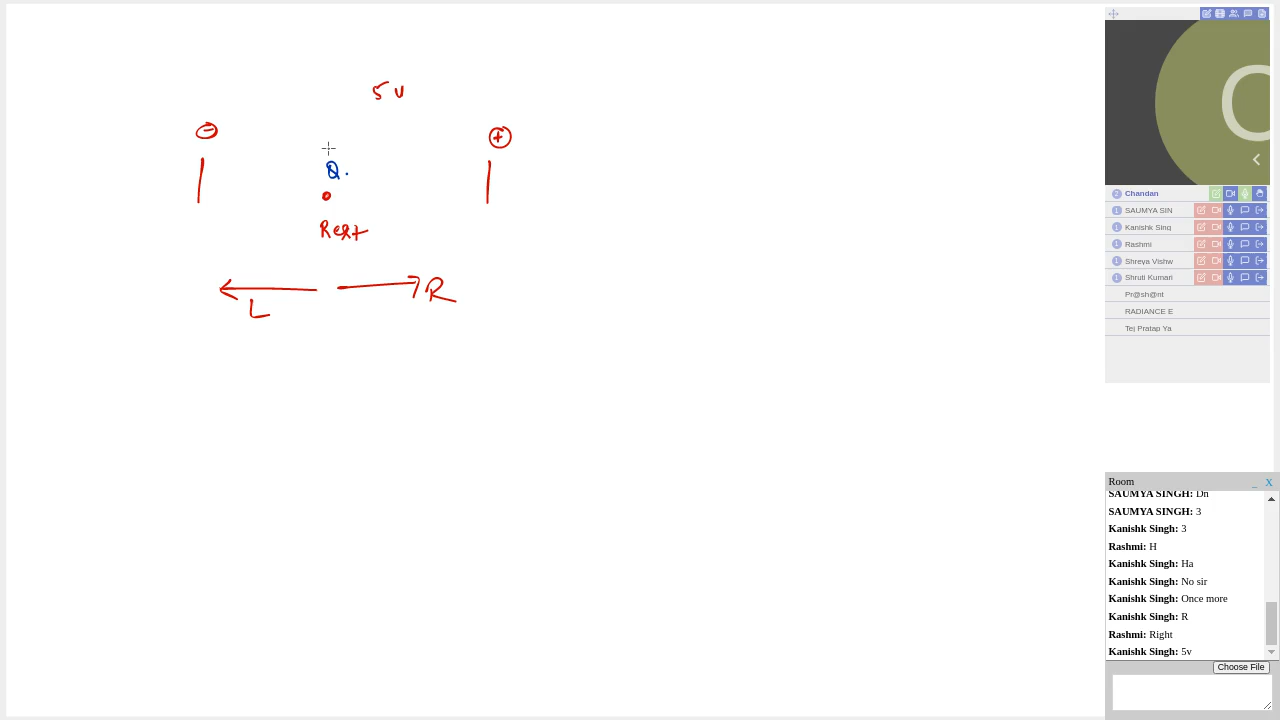 5 v
−
+
Q.
Rest
L
R
C
Chandan
SAUMYA SIN
Kanishk Sing
Rashmi
Shreya Vishw
Shruti Kumari
Pr@sh@nt
RADIANCE E
Tej Pratap Ya
Room
_ X
SAUMYA SINGH: Dn
SAUMYA SINGH: 3
Kanishk Singh: 3
Rashmi: H
Kanishk Singh: Ha
Kanishk Singh: No sir
Kanishk Singh: Once more
Kanishk Singh: R
Rashmi: Right
Kanishk Singh: 5v
Choose File